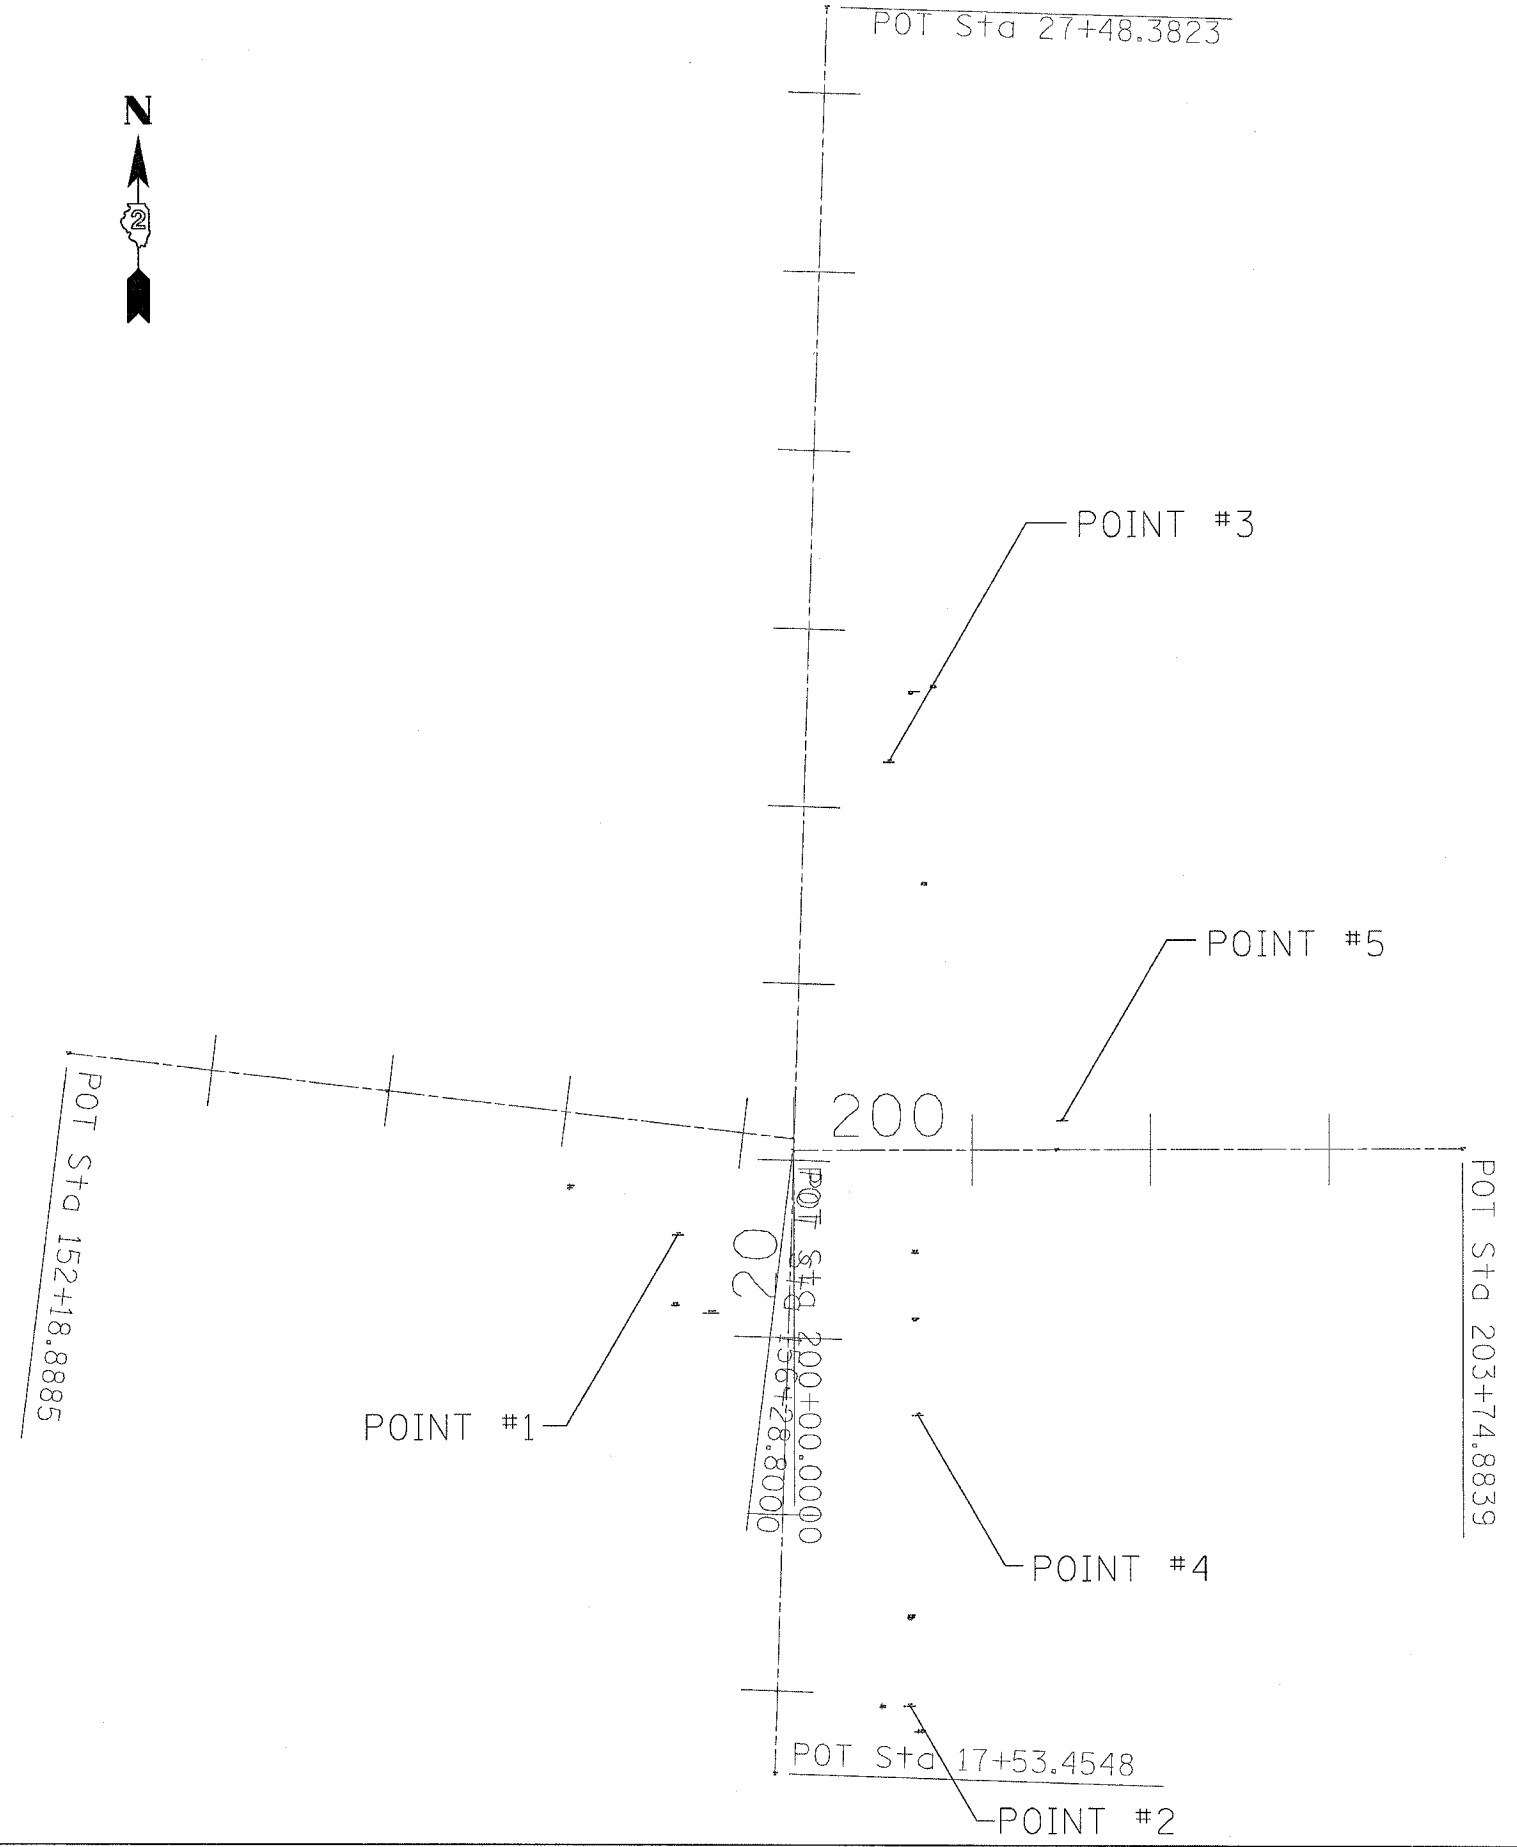 POT Sta 27+48.3823
N
2
POINT #3
POINT #5
200
POT Sta 152+18.8885
POT Sta 203+74.8839
20
POT Sta 200+00.0000
POT Sta 156+28.8000
POINT #1
POINT #4
POT Sta 17+53.4548
POINT #2